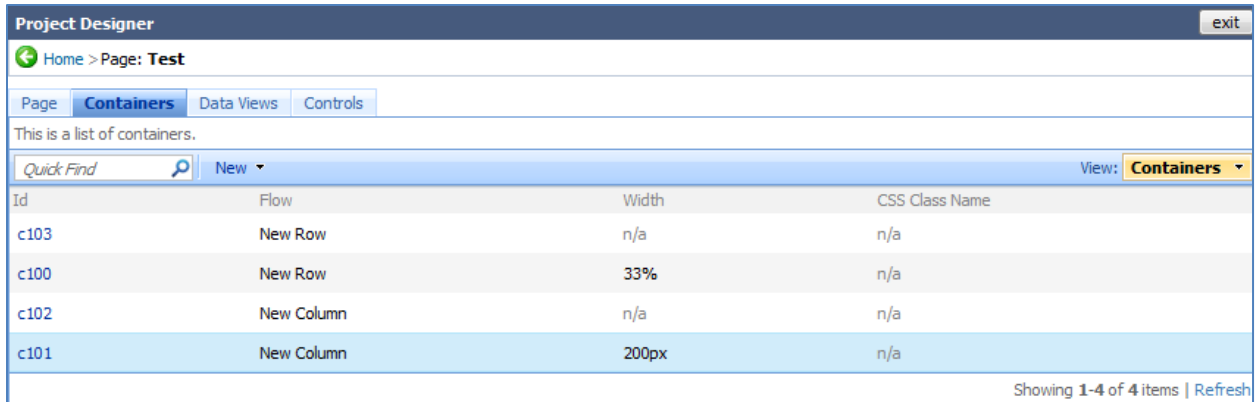 Project Designer exit
Home > Page: Test
Page Containers Data Views Controls
This is a list of containers.
Quick Find New View: Containers
Id Flow Width CSS Class Name
c103 New Row n/a n/a
c100 New Row 33% n/a
c102 New Column n/a n/a
c101 New Column 200px n/a
Showing 1-4 of 4 items | Refresh